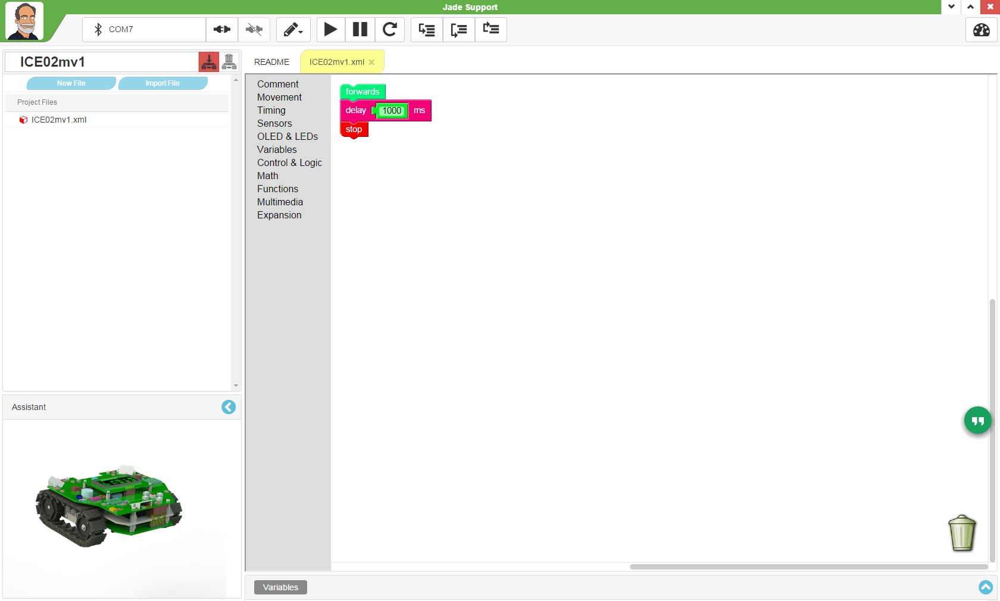 Jade Support
COM7
ICE02mv1
New File
Import File
Project Files
ICE02mv1.xml
README
ICE02mv1.xml
Comment
Movement
Timing
Sensors
OLED & LEDs
Variables
Control & Logic
Math
Functions
Multimedia
Expansion
forwards
delay 1000 ms
stop
Assistant
Variables